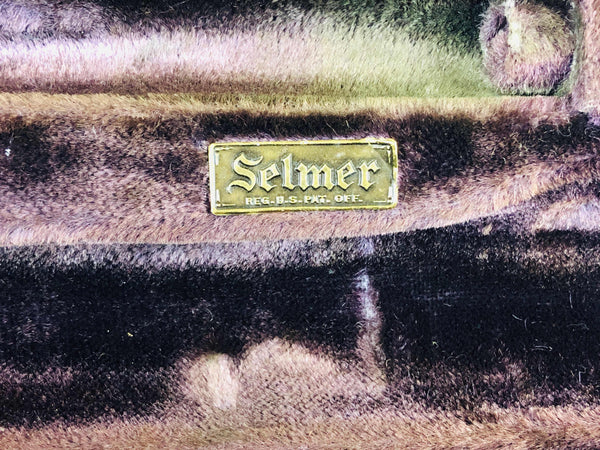 Selmer
REG. U.S. PAT. OFF.